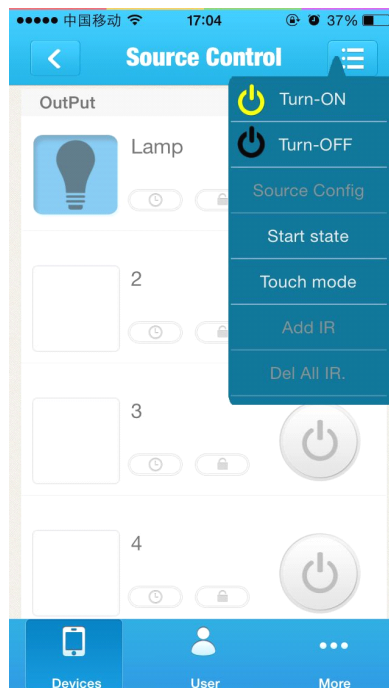 中国移动 17:04 37%
Source Control
OutPut
Turn-ON
Turn-OFF
Source Config
Start state
Touch mode
Add IR
Del All IR.
Lamp
2
3
4
Devices User More